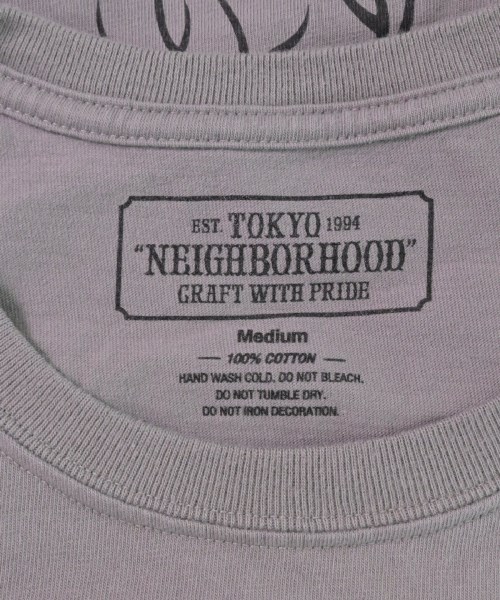 EST. TOKYO 1994
"NEIGHBORHOOD"
CRAFT WITH PRIDE
Medium
— 100% COTTON —
HAND WASH COLD. DO NOT BLEACH.
DO NOT TUMBLE DRY.
DO NOT IRON DECORATION.